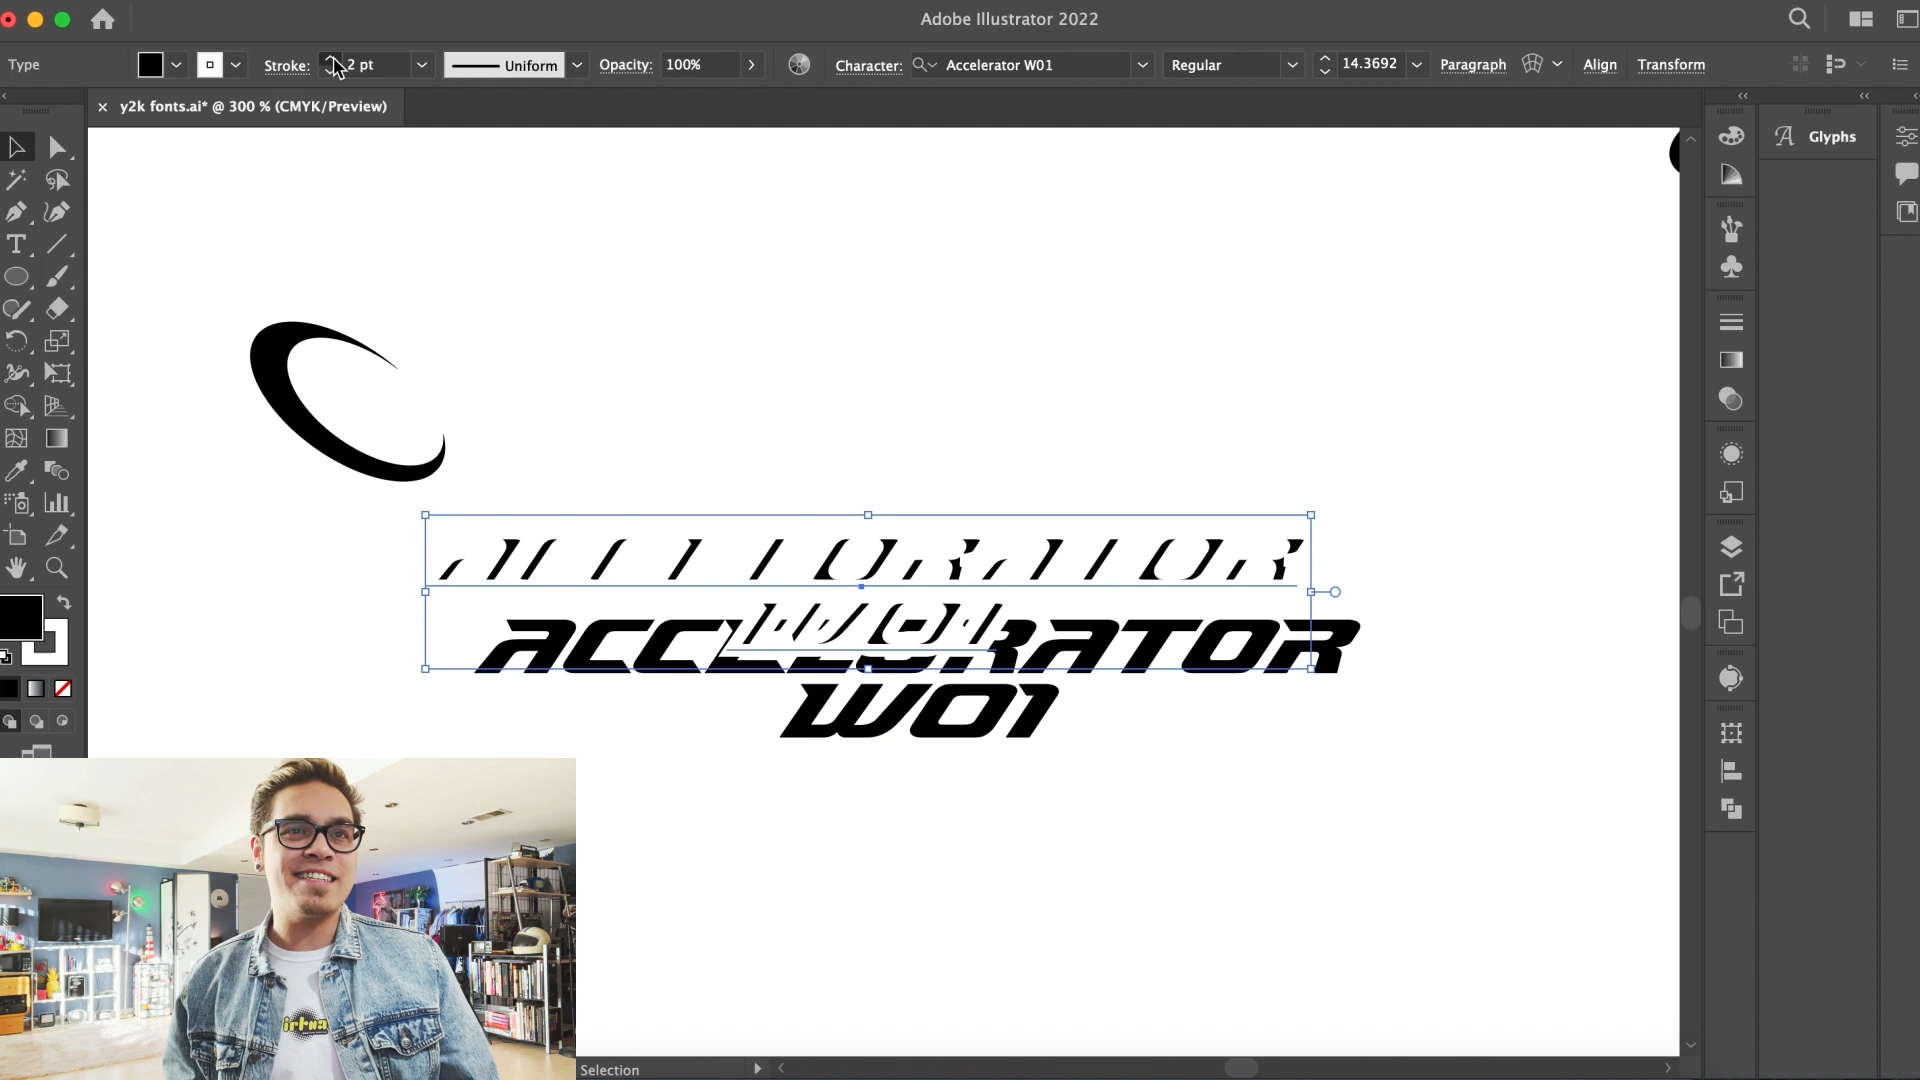 Adobe Illustrator 2022
Type
Stroke: 2 pt Uniform Opacity: 100% Character: Accelerator W01 Regular 14.3692 Paragraph Align Transform
× y2k fonts.ai* @ 300 % (CMYK/Preview)
Glyphs
ACCELERATOR
W01
Selection